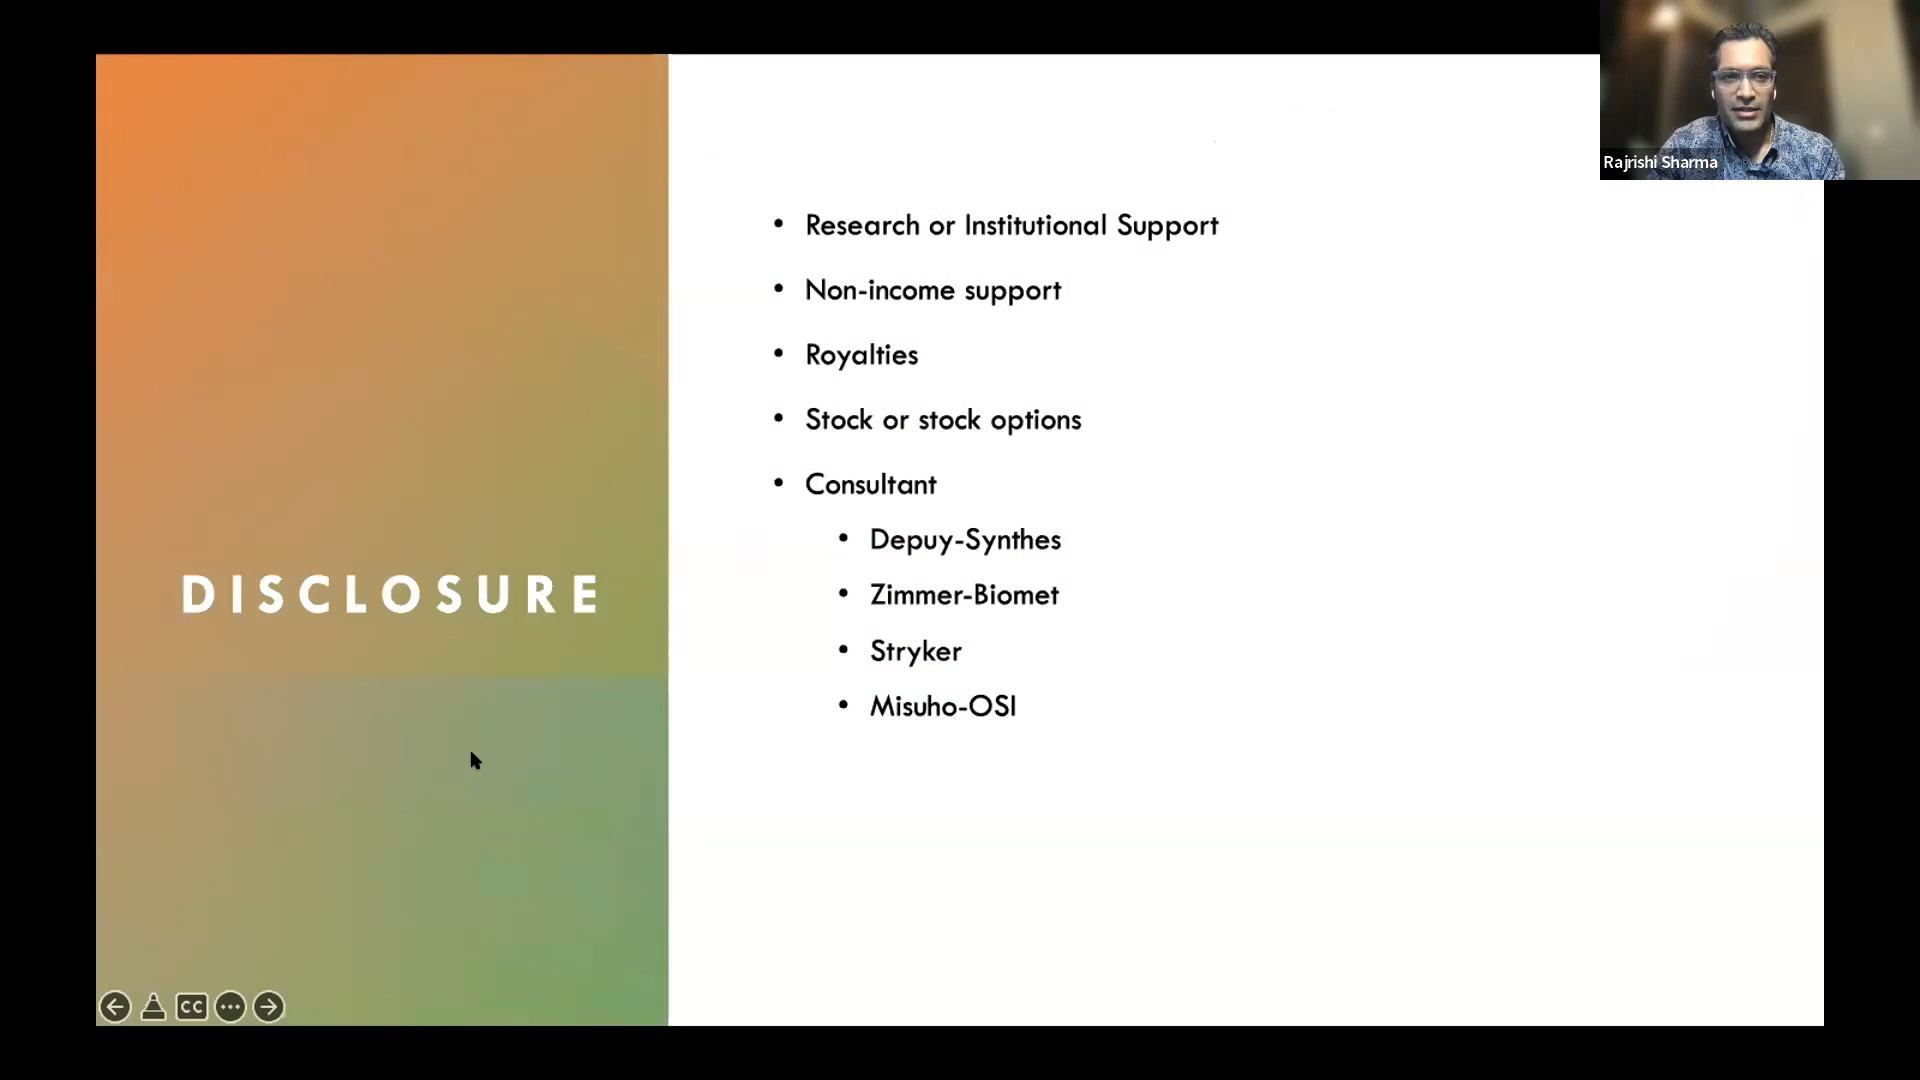 Rajrishi Sharma
• Research or Institutional Support
• Non-income support
• Royalties
• Stock or stock options
• Consultant
• Depuy-Synthes
• Zimmer-Biomet
• Stryker
• Misuho-OSI
DISCLOSURE
CC